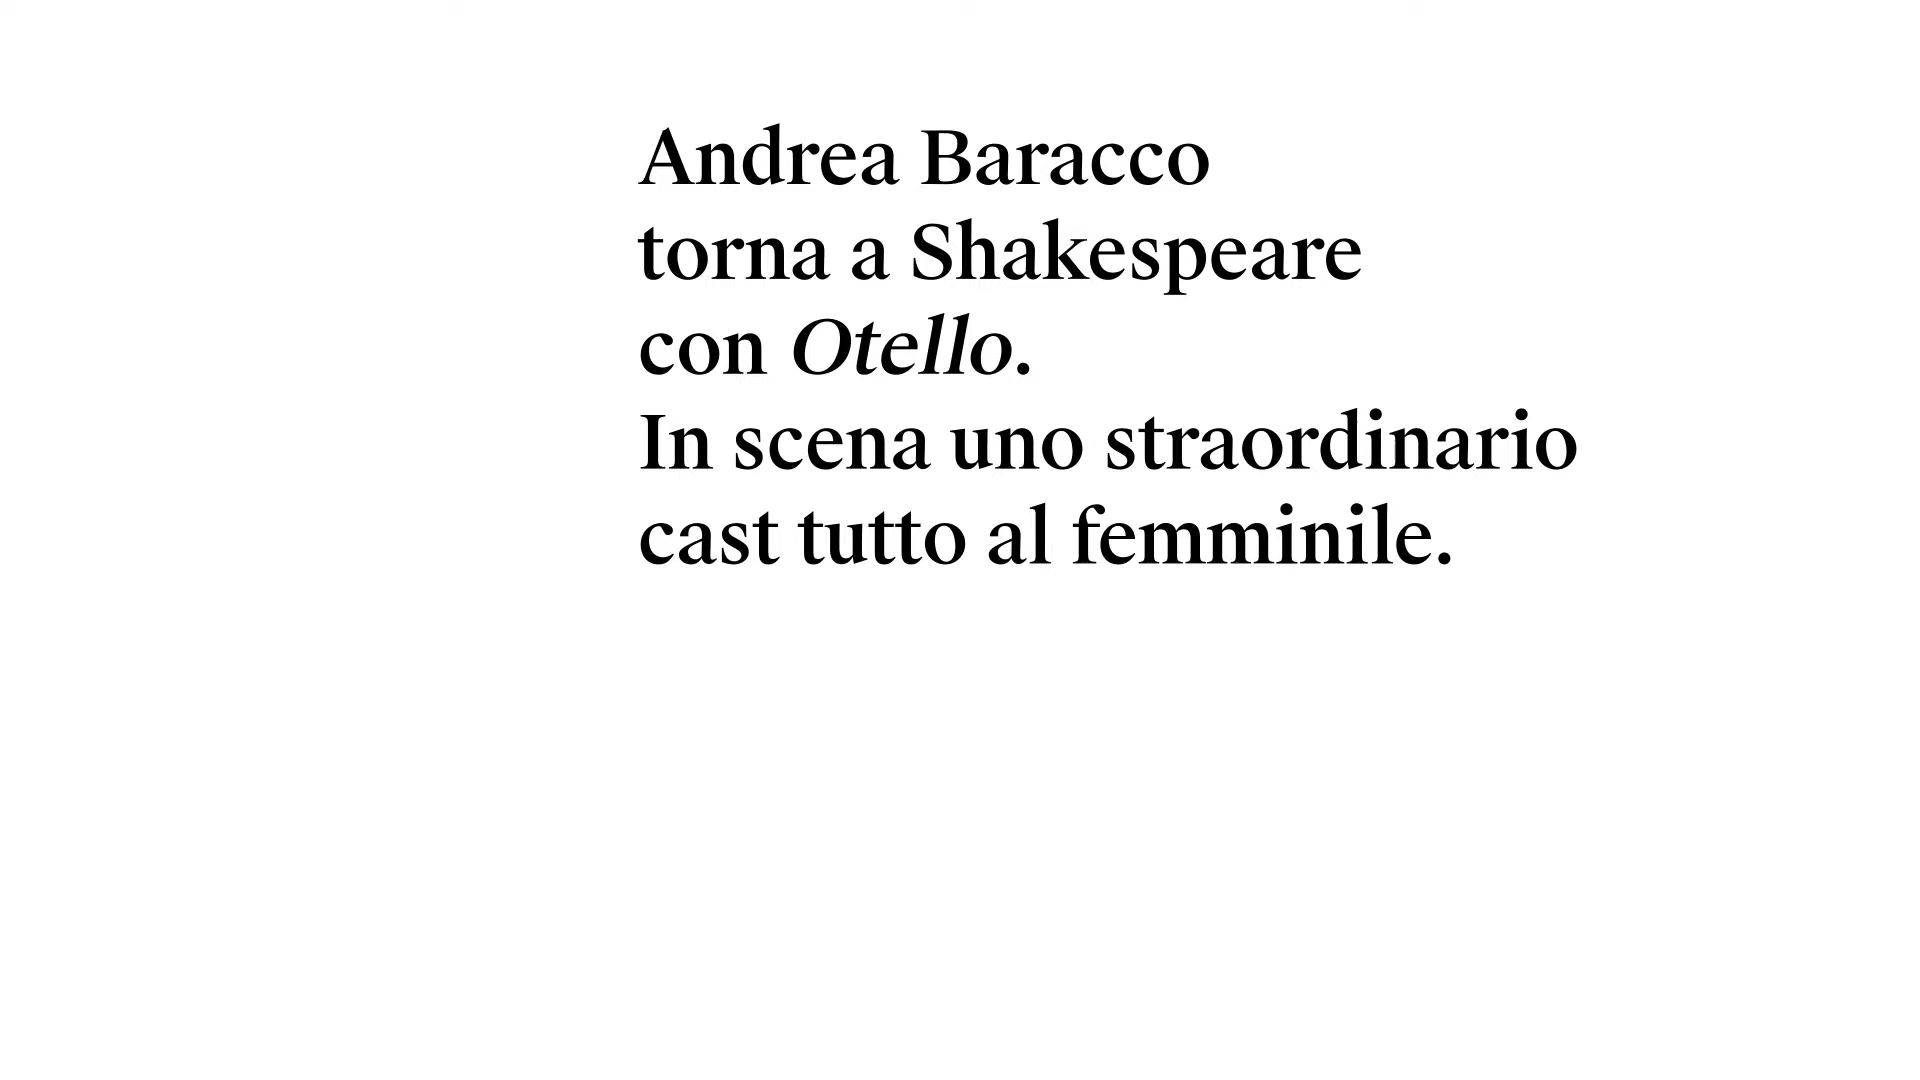 Andrea Baracco
torna a Shakespeare
con Otello.
In scena uno straordinario
cast tutto al femminile.